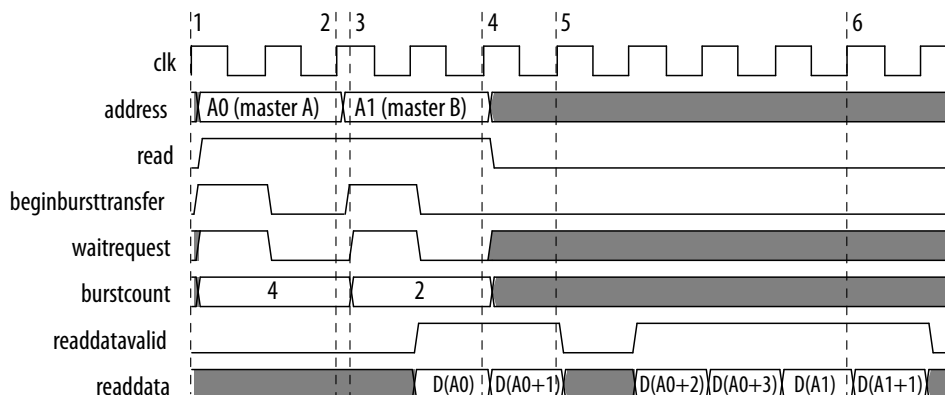 1 2 3 4 5 6
clk
address A0 (master A) A1 (master B)
read
beginbursttransfer
waitrequest
burstcount 4 2
readdatavalid
readdata D(A0) D(A0+1) D(A0+2) D(A0+3) D(A1) D(A1+1)